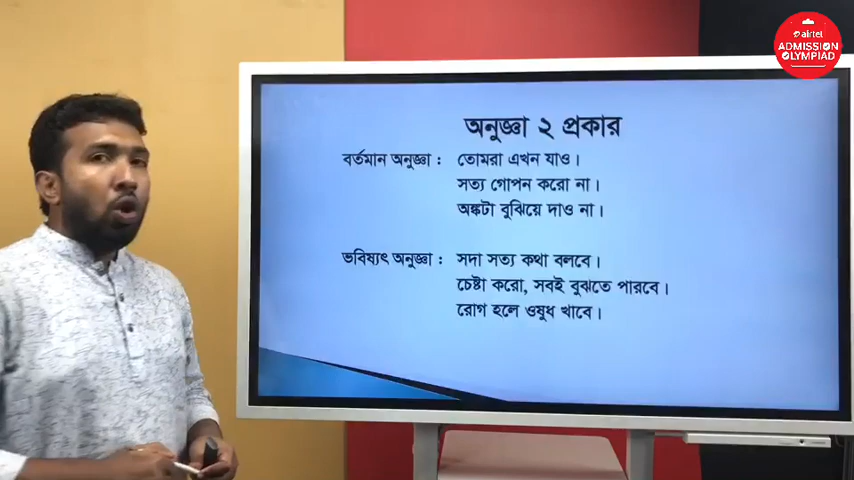 airtel
ADMISSION
OLYMPIAD
অনুজ্ঞা ২ প্রকার
বর্তমান অনুজ্ঞা : তোমরা এখন যাও।
সত্য গোপন করো না।
অঙ্কটা বুঝিয়ে দাও না।
ভবিষ্যৎ অনুজ্ঞা : সদা সত্য কথা বলবে।
চেষ্টা করো, সবই বুঝতে পারবে।
রোগ হলে ওষুধ খাবে।